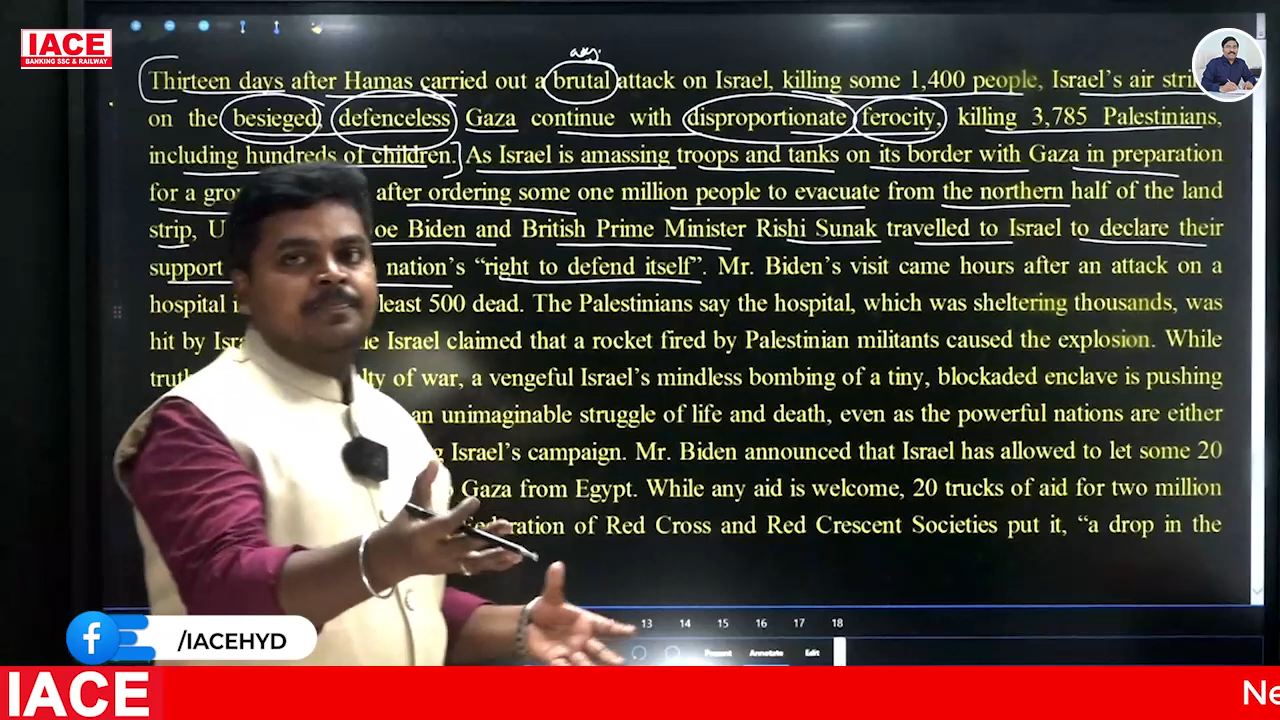 IACE
BANKING SSC & RAILWAY
adj.
Thirteen days after Hamas carried out a brutal attack on Israel, killing some 1,400 people, Israel's air stri
on the besieged, defenceless Gaza continue with disproportionate ferocity, killing 3,785 Palestinians,
including hundreds of children. As Israel is amassing troops and tanks on its border with Gaza in preparation
for a gro after ordering some one million people to evacuate from the northern half of the land
strip, U oe Biden and British Prime Minister Rishi Sunak travelled to Israel to declare their
support nation's “right to defend itself”. Mr. Biden's visit came hours after an attack on a
hospital i least 500 dead. The Palestinians say the hospital, which was sheltering thousands, was
hit by Isra le Israel claimed that a rocket fired by Palestinian militants caused the explosion. While
truth lty of war, a vengeful Israel's mindless bombing of a tiny, blockaded enclave is pushing
an unimaginable struggle of life and death, even as the powerful nations are either
g Israel's campaign. Mr. Biden announced that Israel has allowed to let some 20
o Gaza from Egypt. While any aid is welcome, 20 trucks of aid for two million
Federation of Red Cross and Red Crescent Societies put it, “a drop in the
13 14 15 16 17 18
Present Annotate Edit
/IACEHYD
IACE
Ne